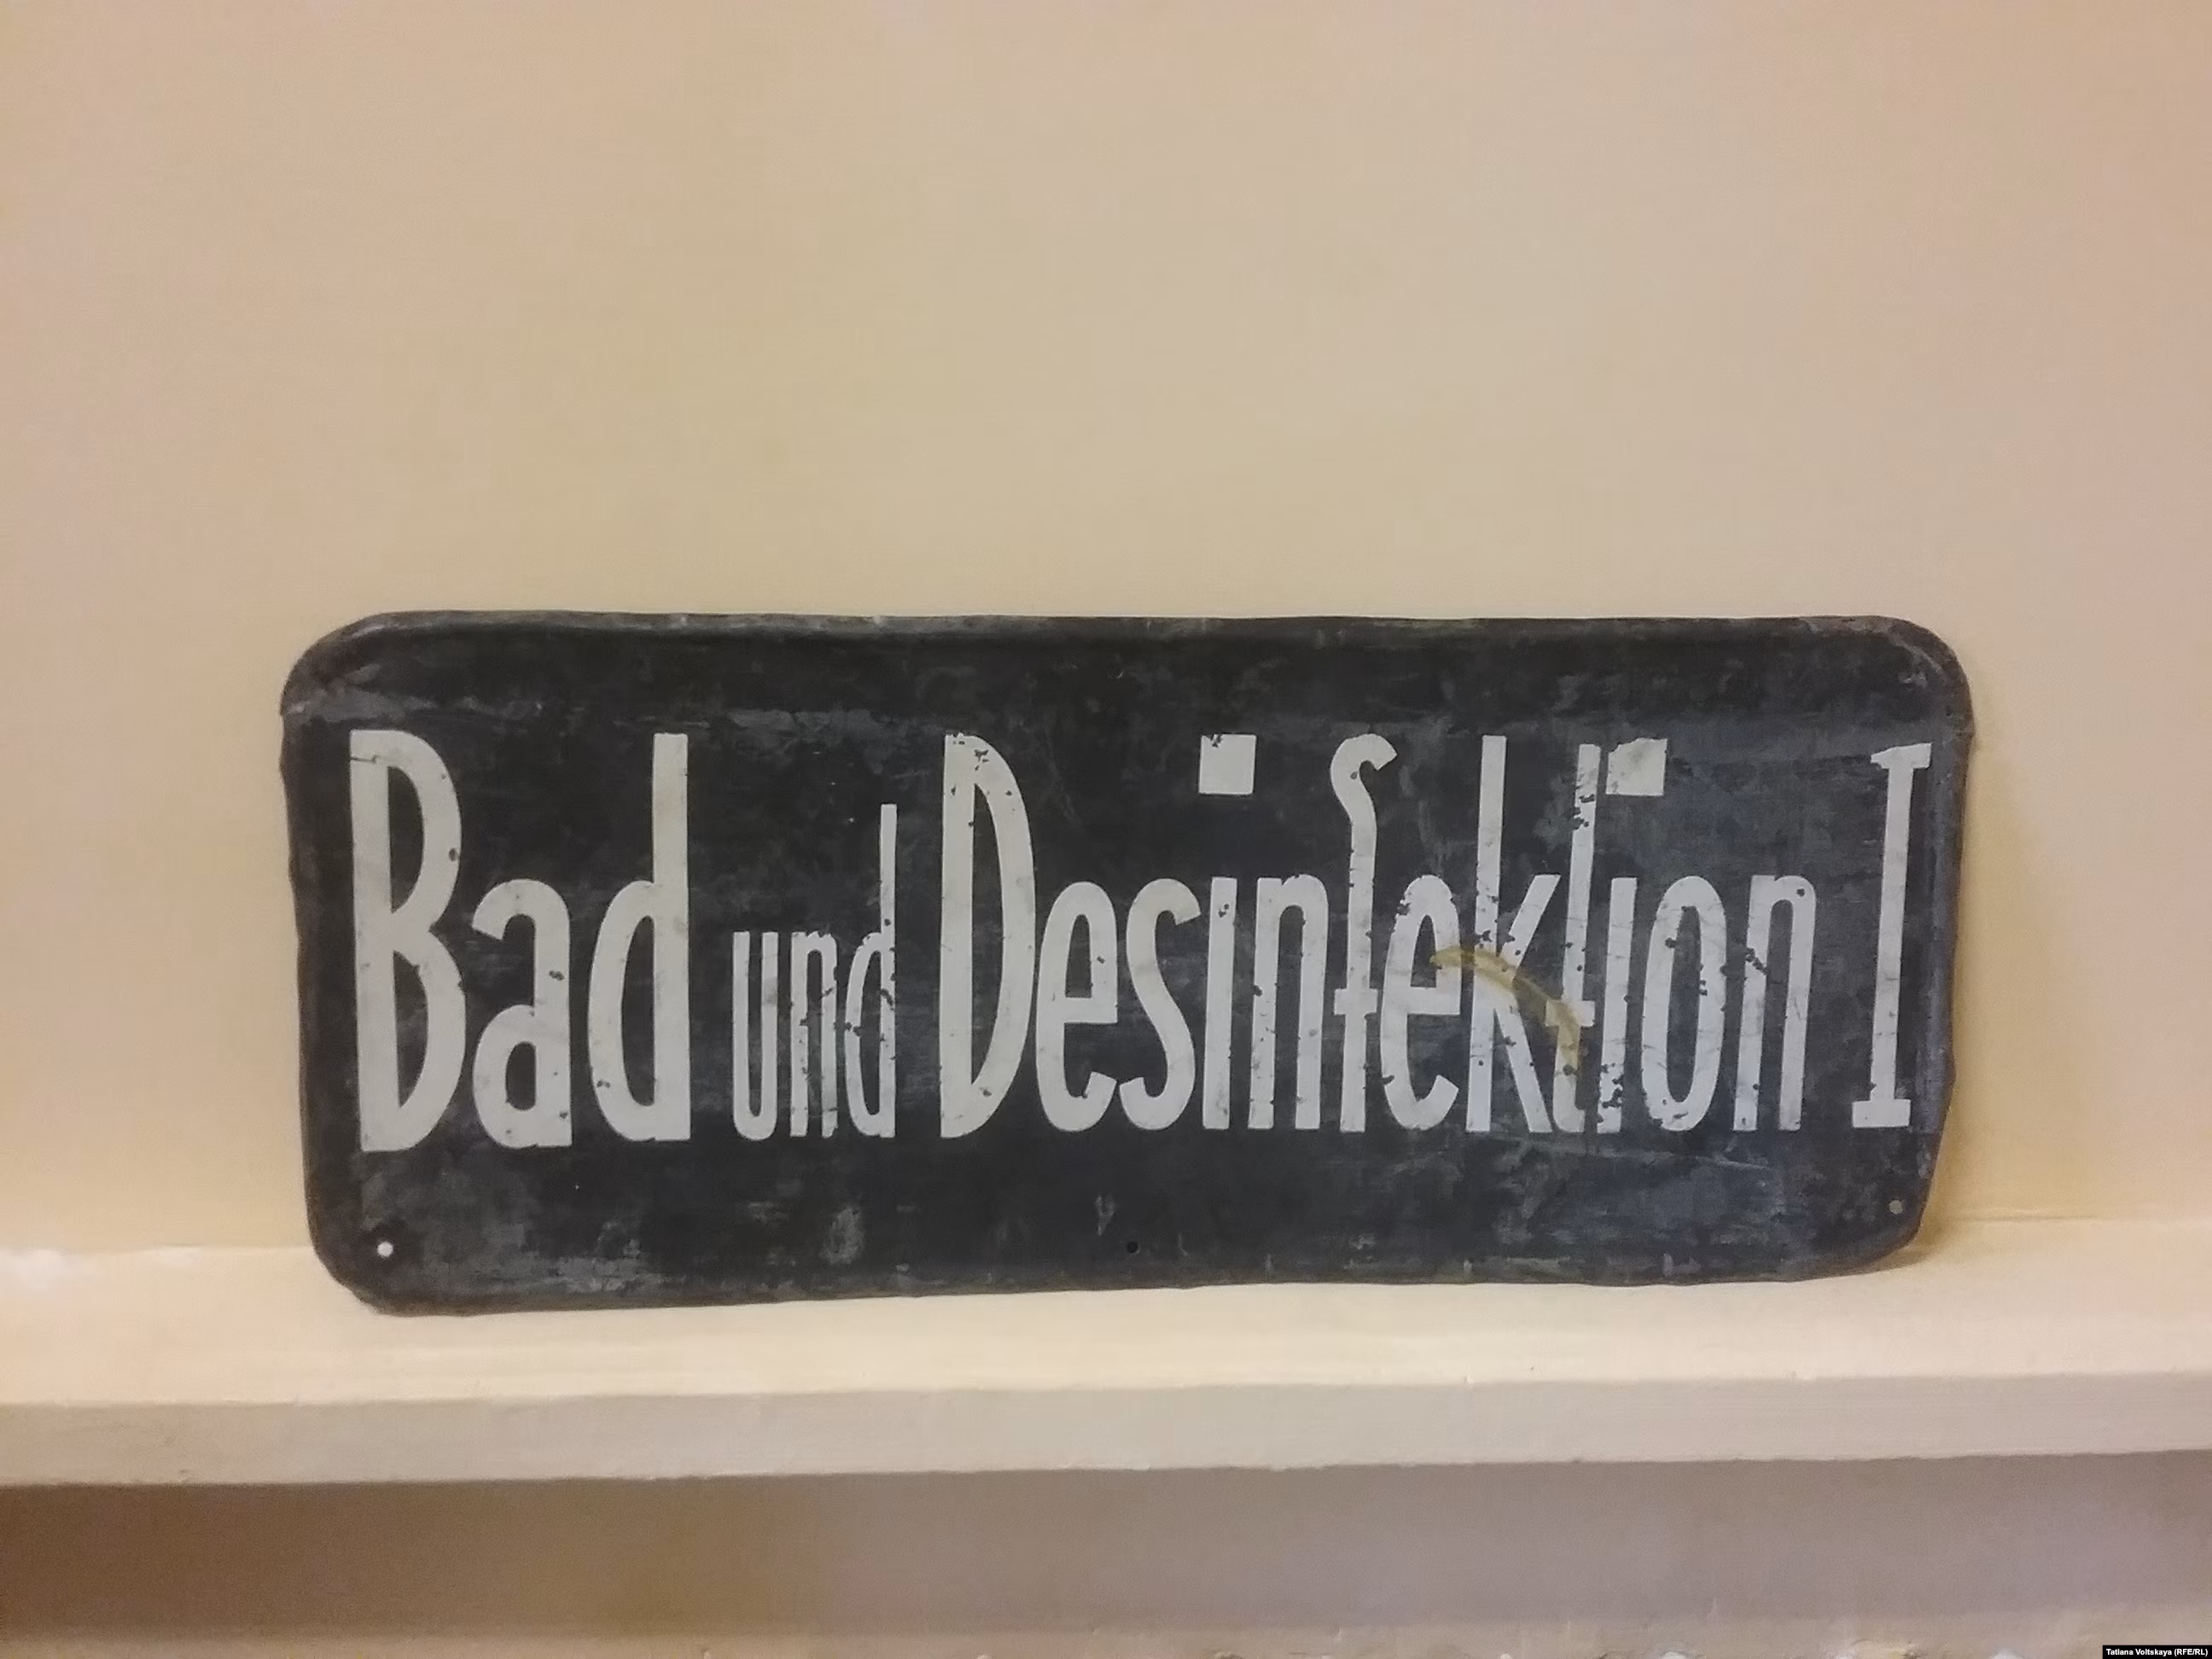 Bad und Desinfektion I
Tatiana Voltskaya (RFE/RL)